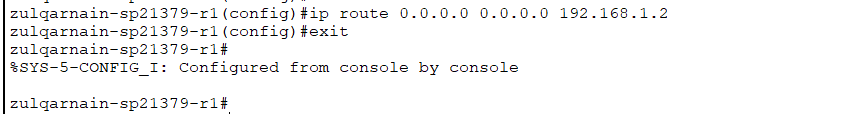 zulqarnain-sp21379-r1(config)#ip route 0.0.0.0 0.0.0.0 192.168.1.2
zulqarnain-sp21379-r1(config)#exit
zulqarnain-sp21379-r1#
%SYS-5-CONFIG_I: Configured from console by console
zulqarnain-sp21379-r1#